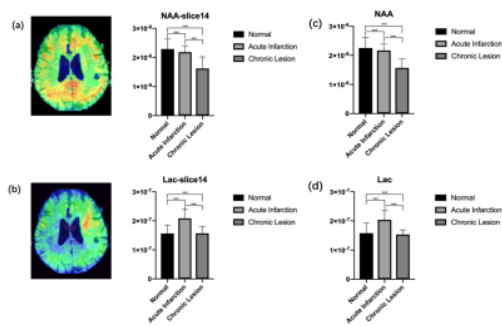 (a)
NAA-slice14
3×10⁻⁶
2×10⁻⁶
1×10⁻⁶
0
Normal
Acute Infarction
Chronic Lesion
Normal
Acute Infarction
Chronic Lesion
(c)
NAA
3×10⁻⁶
2×10⁻⁶
1×10⁻⁶
0
Normal
Acute Infarction
Chronic Lesion
Normal
Acute Infarction
Chronic Lesion
(b)
Lac-slice14
3×10⁻⁷
2×10⁻⁷
1×10⁻⁷
0
Normal
Acute Infarction
Chronic Lesion
Normal
Acute Infarction
Chronic Lesion
(d)
Lac
3×10⁻⁷
2×10⁻⁷
1×10⁻⁷
0
Normal
Acute Infarction
Chronic Lesion
Normal
Acute Infarction
Chronic Lesion